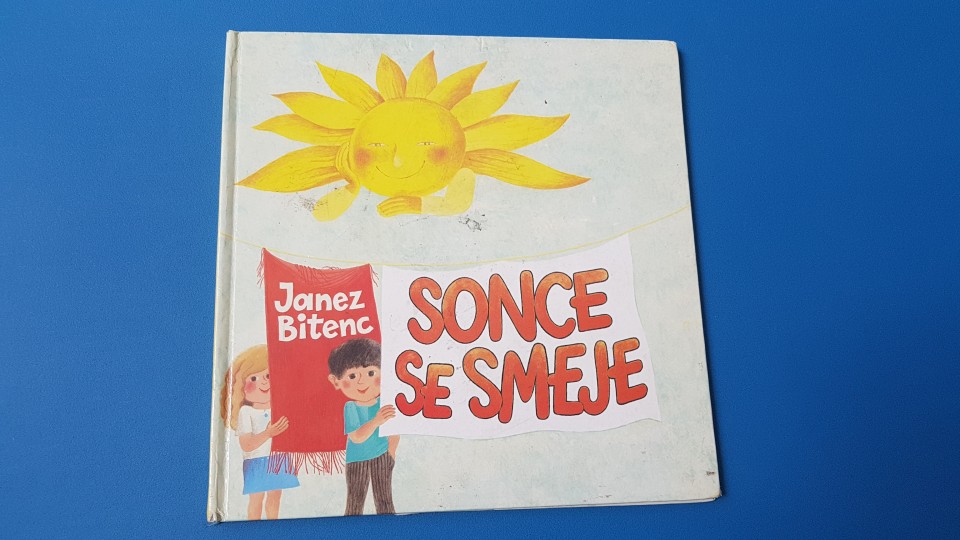 Janez
Bitenc
SONCE
SE SMEJE